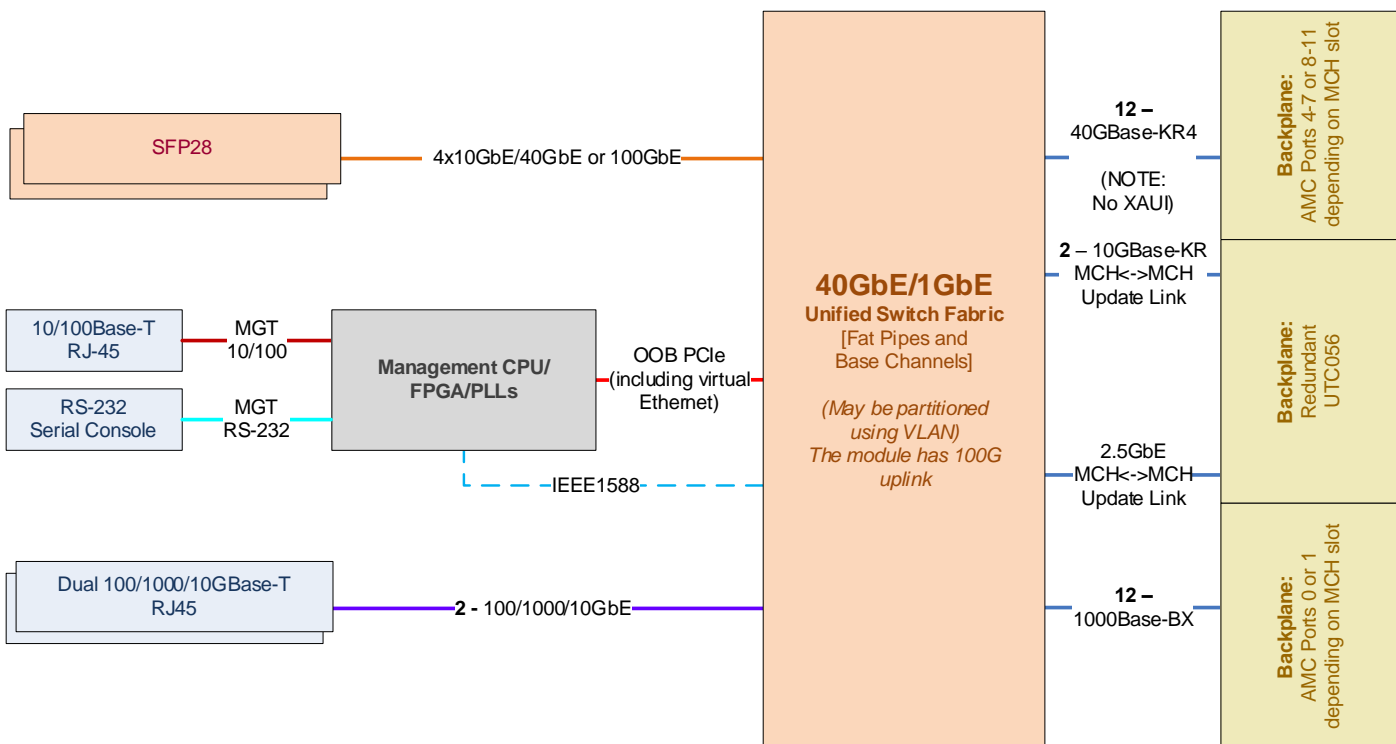 SFP28
4x10GbE/40GbE or 100GbE
10/100Base-T
RJ-45
MGT
10/100
RS-232
Serial Console
MGT
RS-232
Management CPU/
FPGA/PLLs
OOB PCIe
(including virtual
Ethernet)
IEEE1588
Dual 100/1000/10GBase-T
RJ45
2 - 100/1000/10GbE
40GbE/1GbE
Unified Switch Fabric
[Fat Pipes and
Base Channels]
(May be partitioned
using VLAN)
The module has 100G
uplink
12 –
40GBase-KR4
(NOTE:
No XAUI)
2 – 10GBase-KR
MCH<->MCH
Update Link
2.5GbE
MCH<->MCH
Update Link
12 –
1000Base-BX
Backplane:
AMC Ports 4-7 or 8-11
depending on MCH slot
Backplane:
Redundant
UTC056
Backplane:
AMC Ports 0 or 1
depending on MCH slot